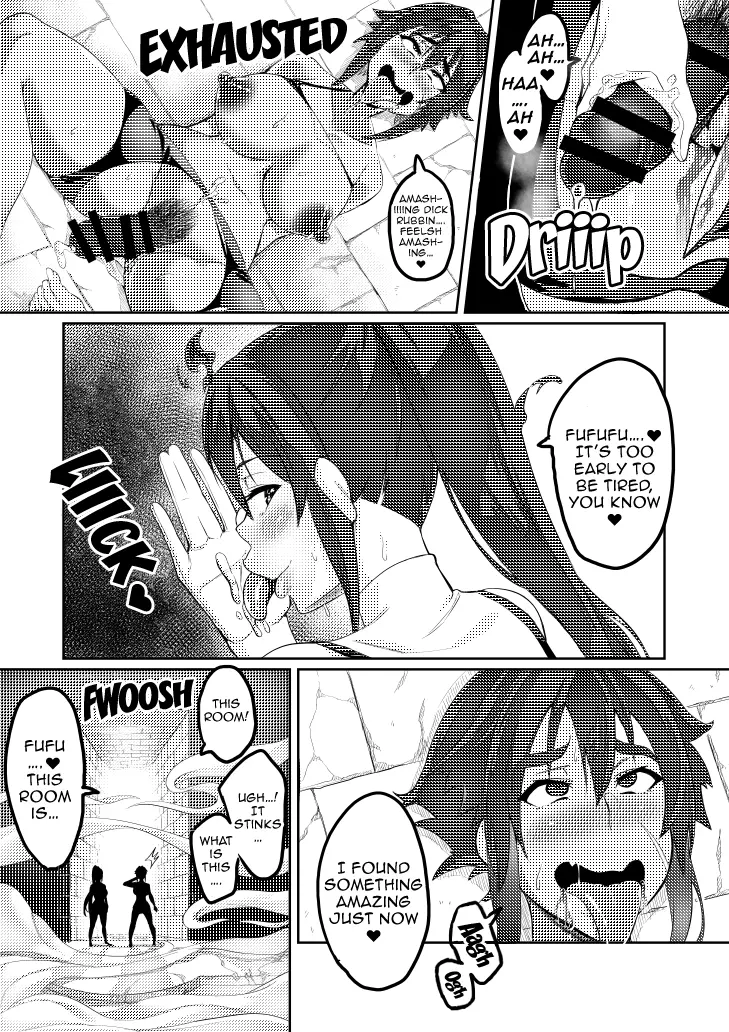 EXHAUSTED
AH...
AH...
♥
HAA
....
AH
♥
AMASH-
IIIING DICK
RUBBIN....
FEELSH
AMASH-
ING...
♥
Driiip
FUFUFU.... ♥
IT'S TOO
EARLY TO
BE TIRED,
YOU KNOW
♥
LIIICK♥
FWOOSH
THIS
ROOM!
FUFU
.... ♥
THIS
ROOM
IS...
UGH...!
IT
STINKS
...
WHAT
IS
THIS
....
I FOUND
SOMETHING
AMAZING
JUST NOW
♥
Aagh
Ogh